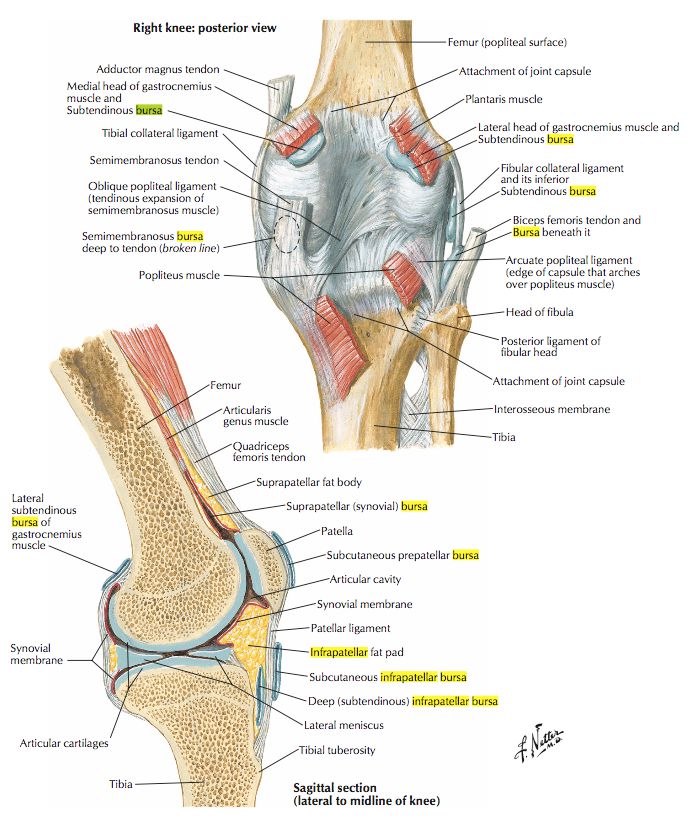 Right knee: posterior view
Femur (popliteal surface)
Adductor magnus tendon
Medial head of gastrocnemius
muscle and
Subtendinous bursa
Tibial collateral ligament
Semimembranosus tendon
Oblique popliteal ligament
(tendinous expansion of
semimembranosus muscle)
Semimembranosus bursa
deep to tendon (broken line)
Popliteus muscle
Attachment of joint capsule
Plantaris muscle
Lateral head of gastrocnemius muscle and
Subtendinous bursa
Fibular collateral ligament
and its inferior
Subtendinous bursa
Biceps femoris tendon and
Bursa beneath it
Arcuate popliteal ligament
(edge of capsule that arches
over popliteus muscle)
Head of fibula
Posterior ligament of
fibular head
Attachment of joint capsule
Interosseous membrane
Tibia
Femur
Articularis
genus muscle
Quadriceps
femoris tendon
Suprapatellar fat body
Suprapatellar (synovial) bursa
Patella
Subcutaneous prepatellar bursa
Articular cavity
Synovial membrane
Patellar ligament
Infrapatellar fat pad
Subcutaneous infrapatellar bursa
Deep (subtendinous) infrapatellar bursa
Lateral meniscus
Tibial tuberosity
Lateral
subtendinous
bursa of
gastrocnemius
muscle
Synovial
membrane
Articular cartilages
Tibia
Sagittal section
(lateral to midline of knee)
F. Netter
M.D.